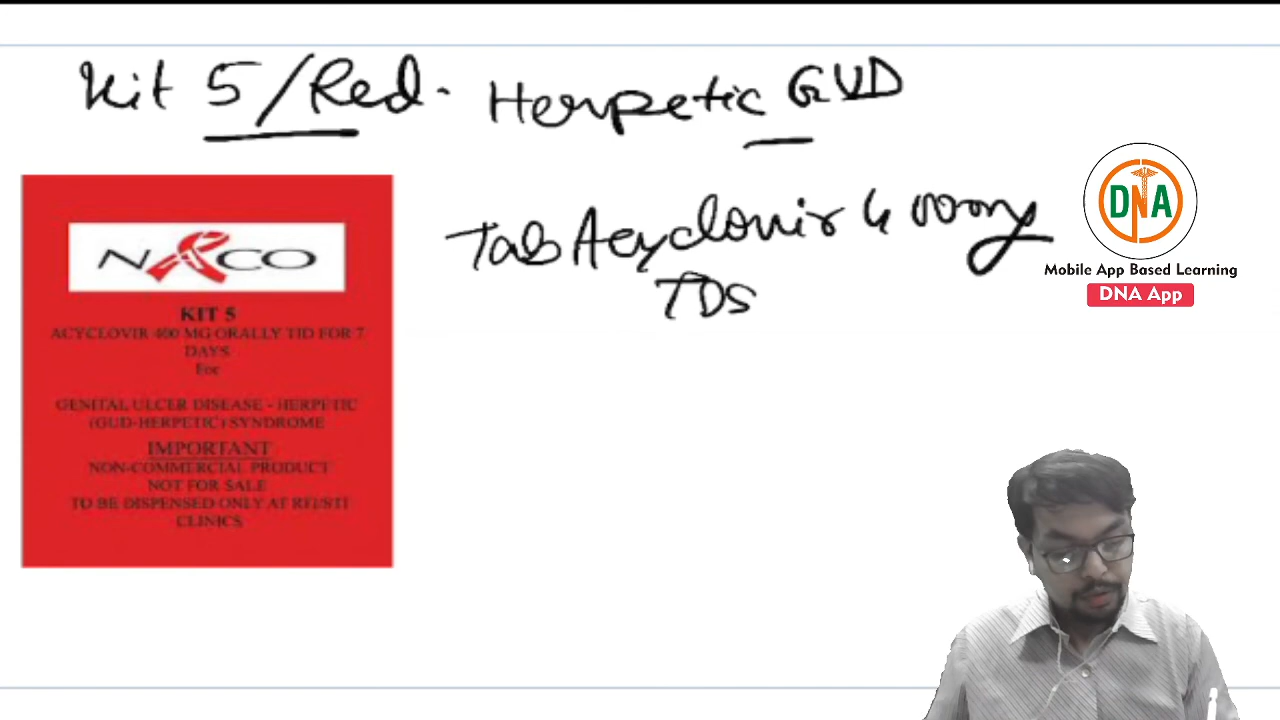 Kit 5/Red. Herpetic GUD
Tab Acyclovir 400mg
TDS
NACO
KIT 5
ACYCLOVIR 400 MG ORALLY TID FOR 7
DAYS
For
GENITAL ULCER DISEASE - HERPETIC
(GUD-HERPETIC) SYNDROME
IMPORTANT
NON-COMMERCIAL PRODUCT
NOT FOR SALE
TO BE DISPENSED ONLY AT RTI/STI
CLINICS
DNA
Mobile App Based Learning
DNA App